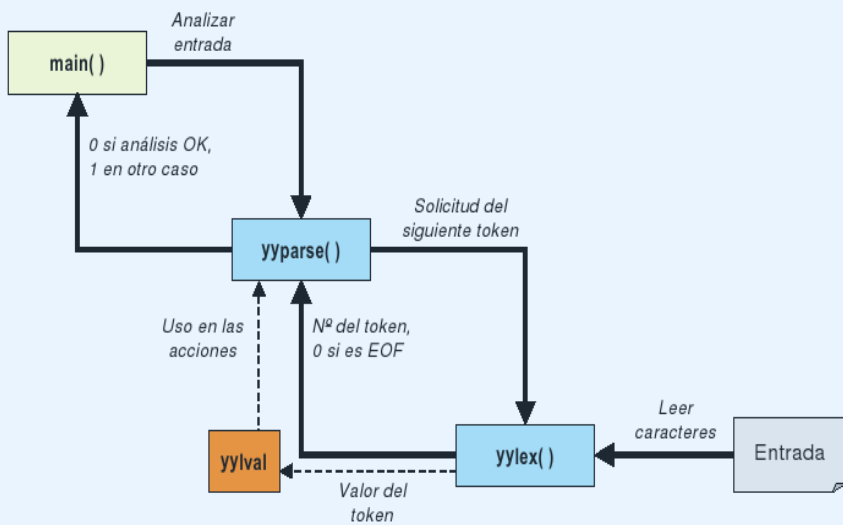 Analizar
entrada
main( )
0 si análisis OK,
1 en otro caso
Solicitud del
siguiente token
yyparse( )
Uso en las
acciones
Nº del token,
0 si es EOF
Leer
caracteres
Entrada
yylval
yylex( )
Valor del
token